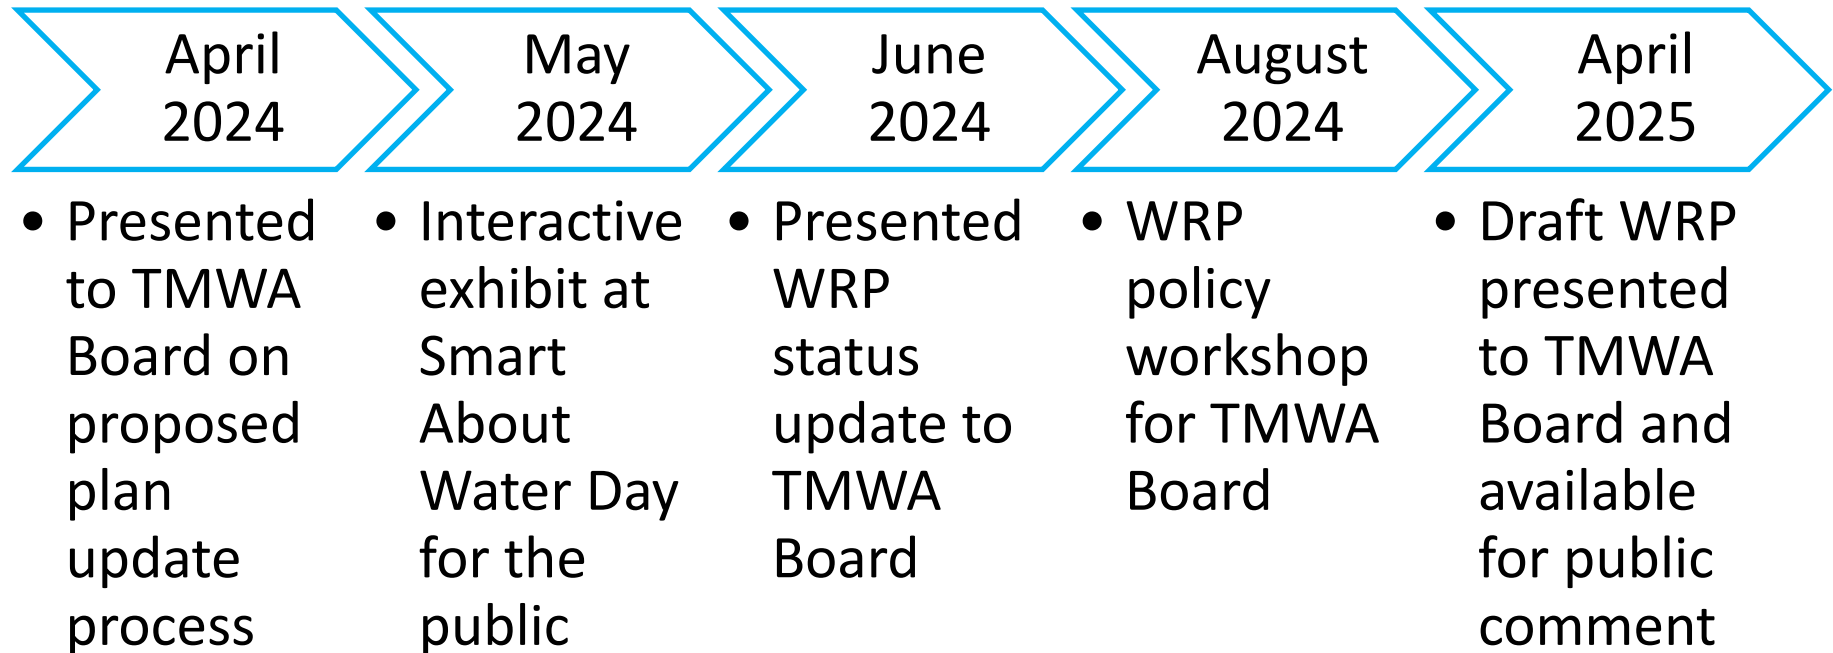 April
2024
May
2024
June
2024
August
2024
April
2025
• Presented
to TMWA
Board on
proposed
plan
update
process
• Interactive
exhibit at
Smart
About
Water Day
for the
public
• Presented
WRP
status
update to
TMWA
Board
• WRP
policy
workshop
for TMWA
Board
• Draft WRP
presented
to TMWA
Board and
available
for public
comment